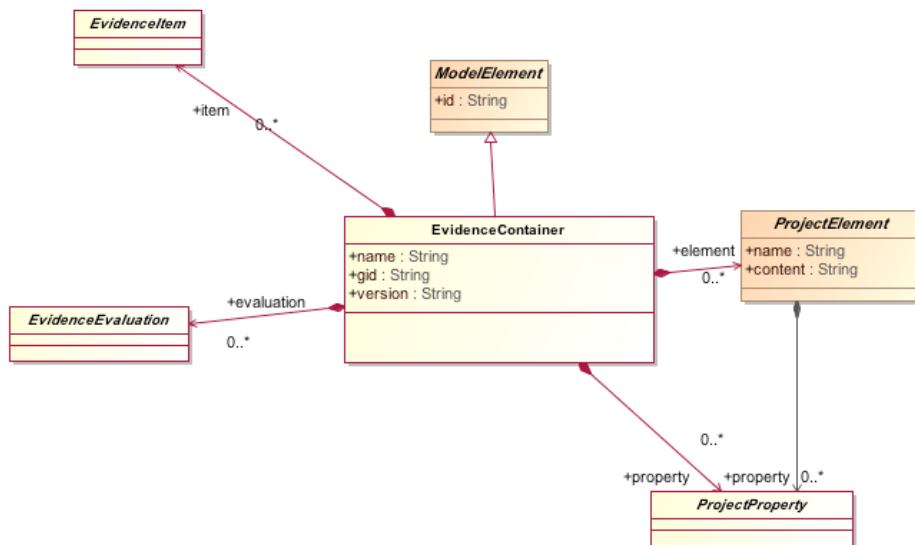 EvidenceItem
ModelElement
+id : String
+item
0..*
EvidenceContainer
+name : String
+gid : String
+version : String
ProjectElement
+name : String
+content : String
+element
0..*
+evaluation
EvidenceEvaluation
0..*
0..*
+property
+property
0..*
ProjectProperty